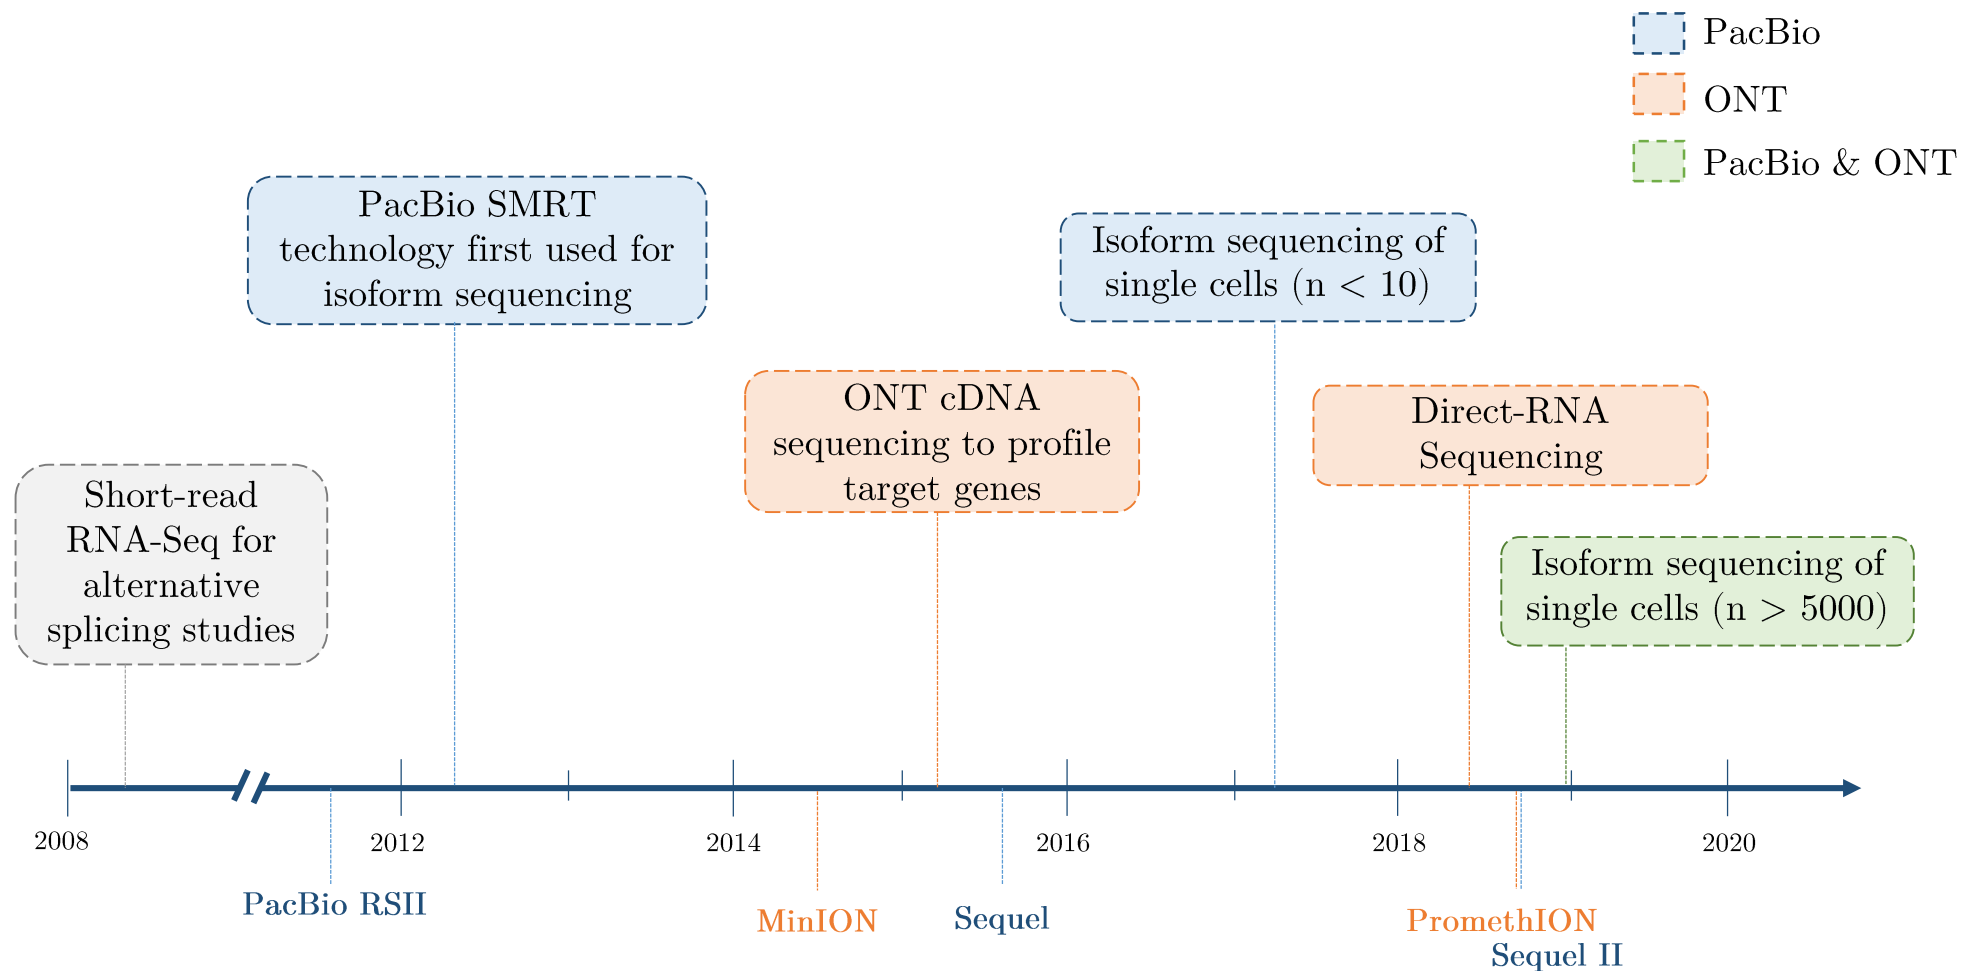 PacBio
ONT
PacBio & ONT
PacBio SMRT
technology first used for
isoform sequencing
Isoform sequencing of
single cells (n < 10)
ONT cDNA
sequencing to profile
target genes
Direct-RNA
Sequencing
Short-read
RNA-Seq for
alternative
splicing studies
Isoform sequencing of
single cells (n > 5000)
2008
2012
2014
2016
2018
2020
PacBio RSII
MinION
Sequel
PromethION
Sequel II